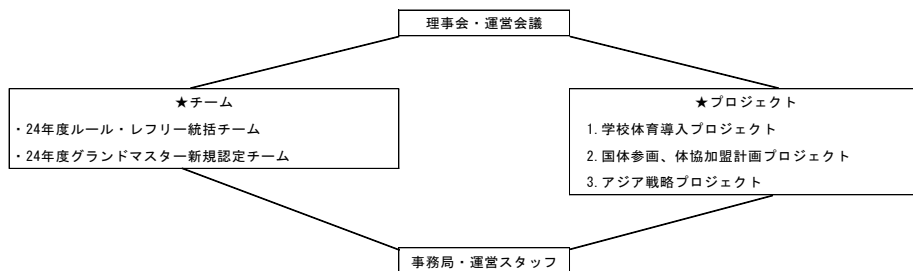 理事会・運営会議
★チーム
・24年度ルール・レフリー統括チーム
・24年度グランドマスター新規認定チーム
★プロジェクト
1. 学校体育導入プロジェクト
2. 国体参画、体協加盟計画プロジェクト
3. アジア戦略プロジェクト
事務局・運営スタッフ